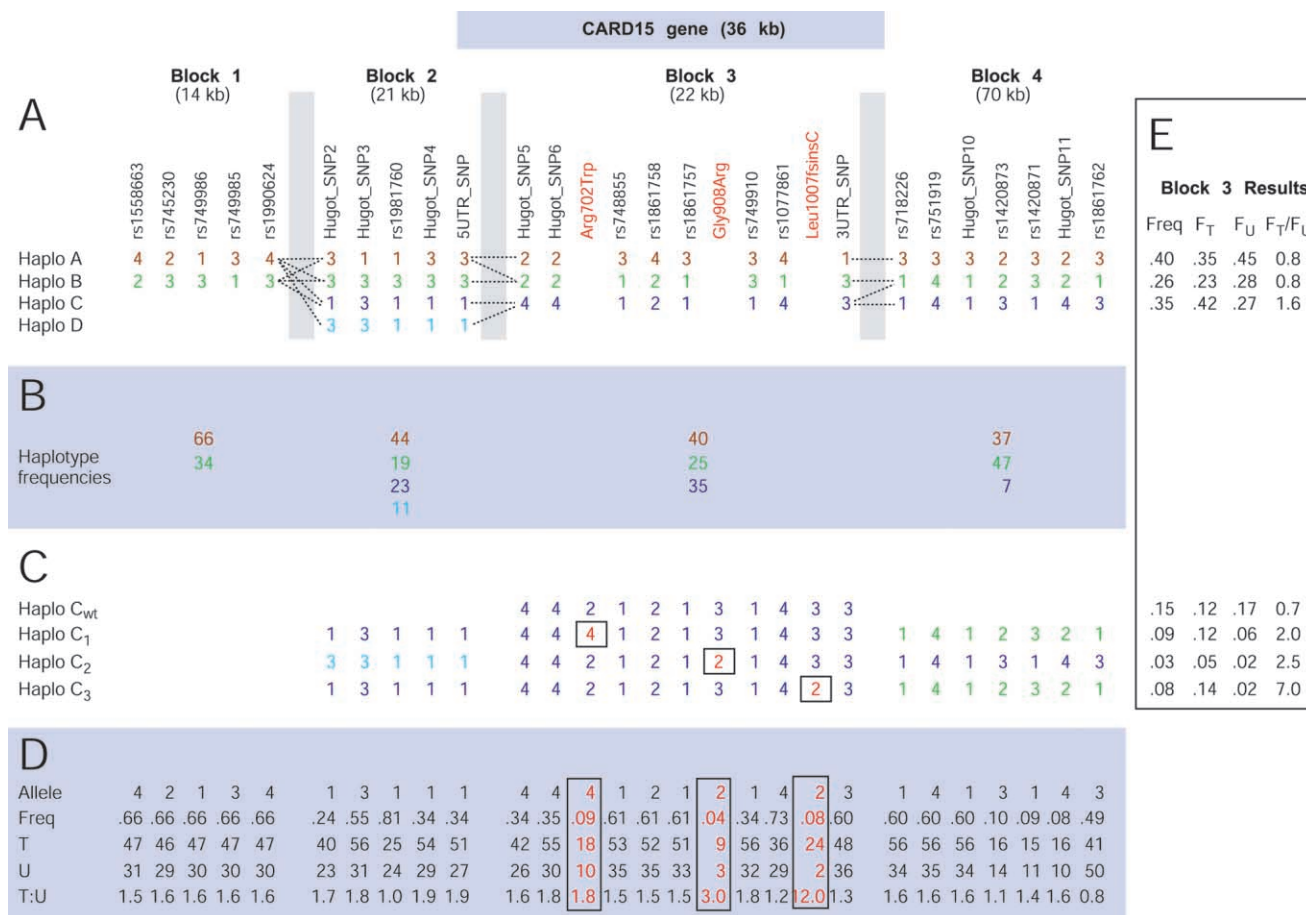 CARD15 gene (36 kb)
Block 1 Block 2 Block 3 Block 4
(14 kb) (21 kb) (22 kb) (70 kb)
A
rs1558663 rs745230 rs749986 rs749985 rs1990624 Hugot_SNP2 Hugot_SNP3 rs1981760 Hugot_SNP4 5UTR_SNP Hugot_SNP5 Hugot_SNP6 Arg702Trp rs748855 rs1861758 rs1861757 Gly908Arg rs749910 rs1077861 Leu1007fsinsC 3UTR_SNP rs718226 rs751919 Hugot_SNP10 rs1420873 rs1420871 Hugot_SNP11 rs1861762
Haplo A 4 2 1 3 4 3 1 1 3 3 2 2 3 4 3 3 4 1 3 3 3 2 3 2 3
Haplo B 2 3 3 1 3 3 3 3 3 3 2 2 1 2 1 3 1 3 1 4 1 2 3 2 1
Haplo C 1 3 1 1 1 4 4 1 2 1 1 4 3 1 4 1 3 1 4 3
Haplo D 3 3 1 1 1
B
Haplotype frequencies
66 44 40 37
34 19 25 47
23 35 7
11
C
Haplo Cwt 4 4 2 1 2 1 3 1 4 3 3
Haplo C1 1 3 1 1 1 4 4 4 1 2 1 3 1 4 3 3 1 4 1 2 3 2 1
Haplo C2 3 3 1 1 1 4 4 2 1 2 1 2 1 4 3 3 1 4 1 3 1 4 3
Haplo C3 1 3 1 1 1 4 4 2 1 2 1 3 1 4 2 3 1 4 1 2 3 2 1
D
Allele 4 2 1 3 4 1 3 1 1 1 4 4 4 1 2 1 2 1 4 2 3 1 4 1 3 1 4 3
Freq .66 .66 .66 .66 .66 .24 .55 .81 .34 .34 .34 .35 .09 .61 .61 .61 .04 .34 .73 .08 .60 .60 .60 .60 .10 .09 .08 .49
T 47 46 47 47 47 40 56 25 54 51 42 55 18 53 52 51 9 56 36 24 48 56 56 56 16 15 16 41
U 31 29 30 30 30 23 31 24 29 27 26 30 10 35 35 33 3 32 29 2 36 34 35 34 14 11 10 50
T:U 1.5 1.6 1.6 1.6 1.6 1.7 1.8 1.0 1.9 1.9 1.6 1.8 1.8 1.5 1.5 1.5 3.0 1.8 1.2 12.0 1.3 1.6 1.6 1.6 1.1 1.4 1.6 0.8
E
Block 3 Results
Freq FT FU FT/FU
.40 .35 .45 0.8
.26 .23 .28 0.8
.35 .42 .27 1.6
.15 .12 .17 0.7
.09 .12 .06 2.0
.03 .05 .02 2.5
.08 .14 .02 7.0